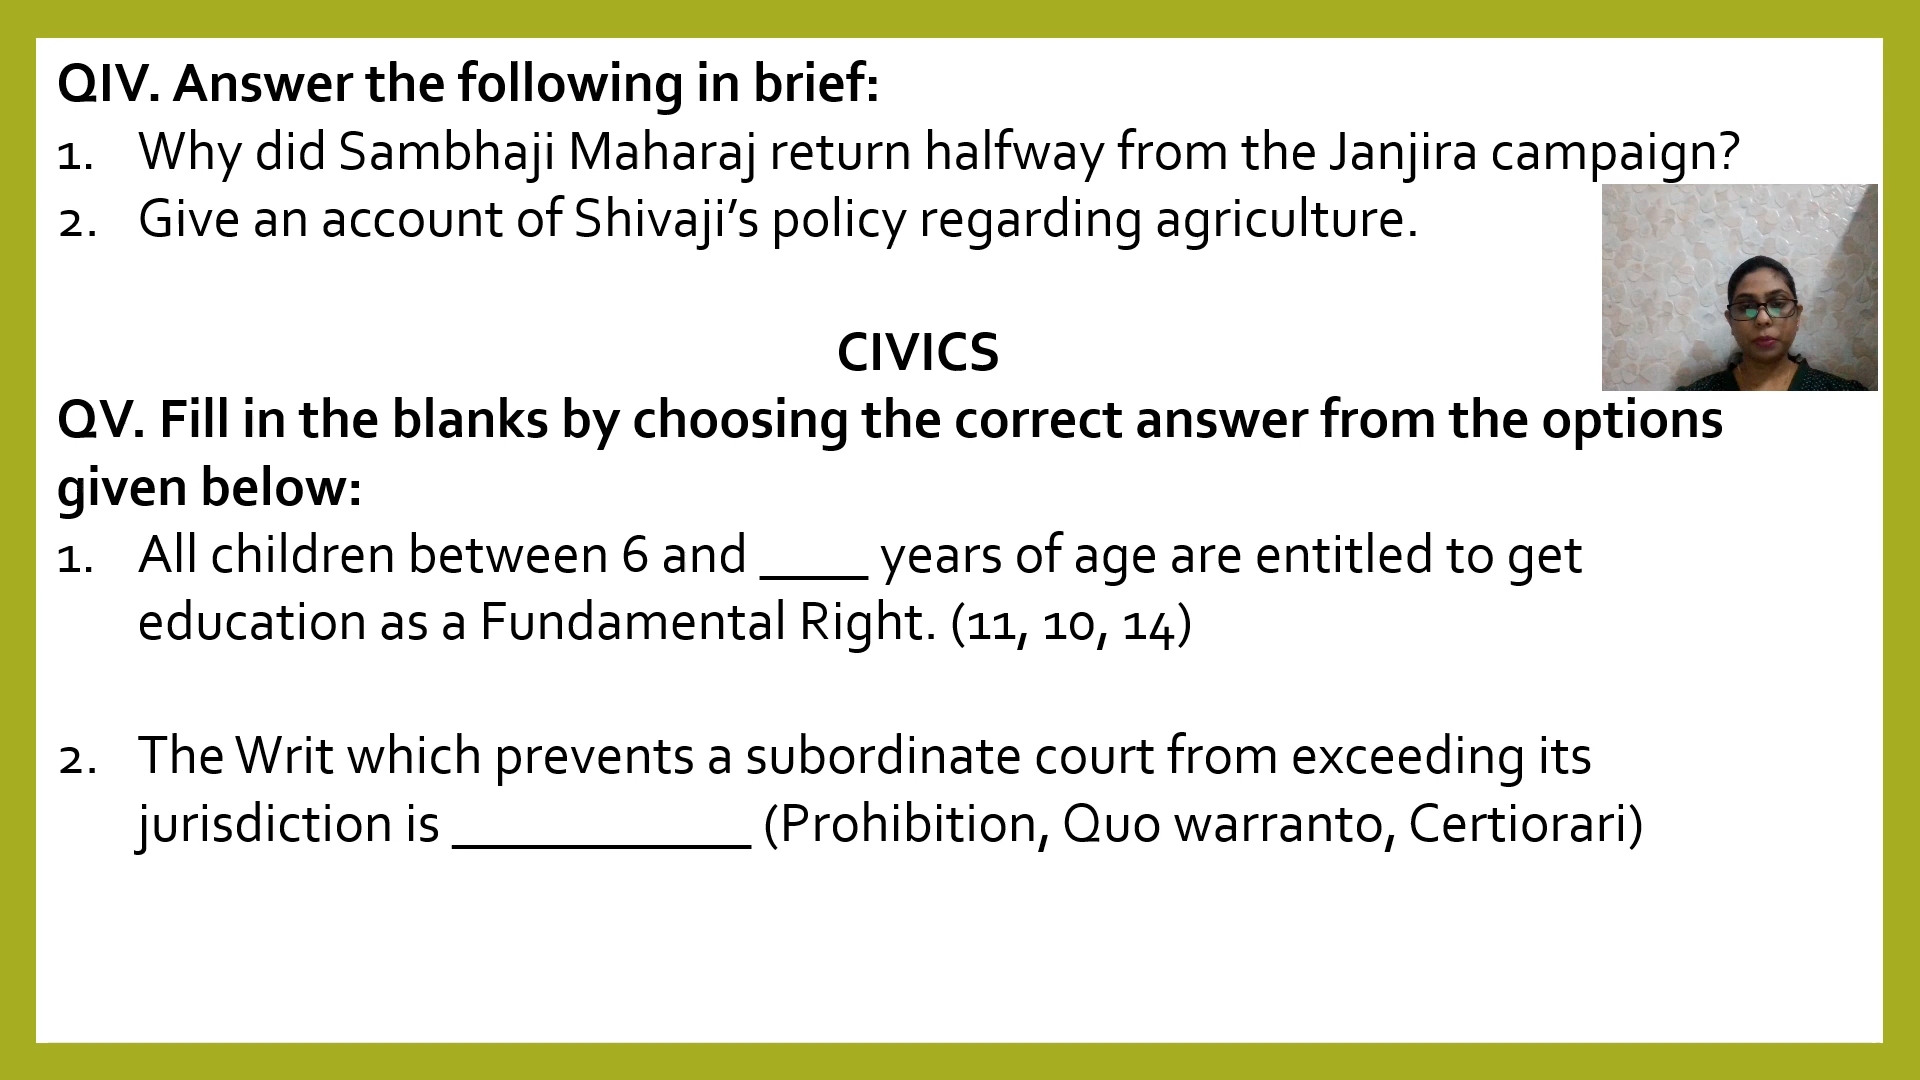 QIV. Answer the following in brief:
1. Why did Sambhaji Maharaj return halfway from the Janjira campaign?
2. Give an account of Shivaji’s policy regarding agriculture.
CIVICS
QV. Fill in the blanks by choosing the correct answer from the options
given below:
1. All children between 6 and ____ years of age are entitled to get
education as a Fundamental Right. (11, 10, 14)
2. The Writ which prevents a subordinate court from exceeding its
jurisdiction is ___________ (Prohibition, Quo warranto, Certiorari)